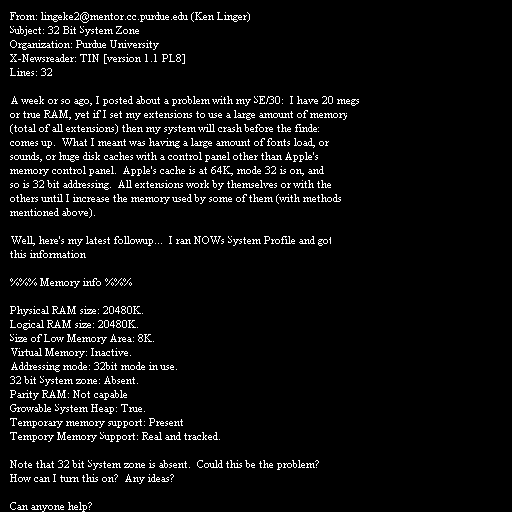 From: lingeke2@mentor.cc.purdue.edu (Ken Linger)
Subject: 32 Bit System Zone
Organization: Purdue University
X-Newsreader: TIN [version 1.1 PL8]
Lines: 32
A week or so ago, I posted about a problem with my SE/30: I have 20 megs
or true RAM, yet if I set my extensions to use a large amount of memory
(total of all extensions) then my system will crash before the finde:
comes up. What I meant was having a large amount of fonts load, or
sounds, or huge disk caches with a control panel other than Apple's
memory control panel. Apple's cache is at 64K, mode 32 is on, and
so is 32 bit addressing. All extensions work by themselves or with the
others until I increase the memory used by some of them (with methods
mentioned above).
Well, here's my latest followup... I ran NOWs System Profile and got
this information
%%% Memory info %%%
Physical RAM size: 20480K.
Logical RAM size: 20480K.
Size of Low Memory Area: 8K.
Virtual Memory: Inactive.
Addressing mode: 32bit mode in use.
32 bit System zone: Absent.
Parity RAM: Not capable
Growable System Heap: True.
Temporary memory support: Present
Tempory Memory Support: Real and tracked.
Note that 32 bit System zone is absent. Could this be the problem?
How can I turn this on? Any ideas?
Can anyone help?